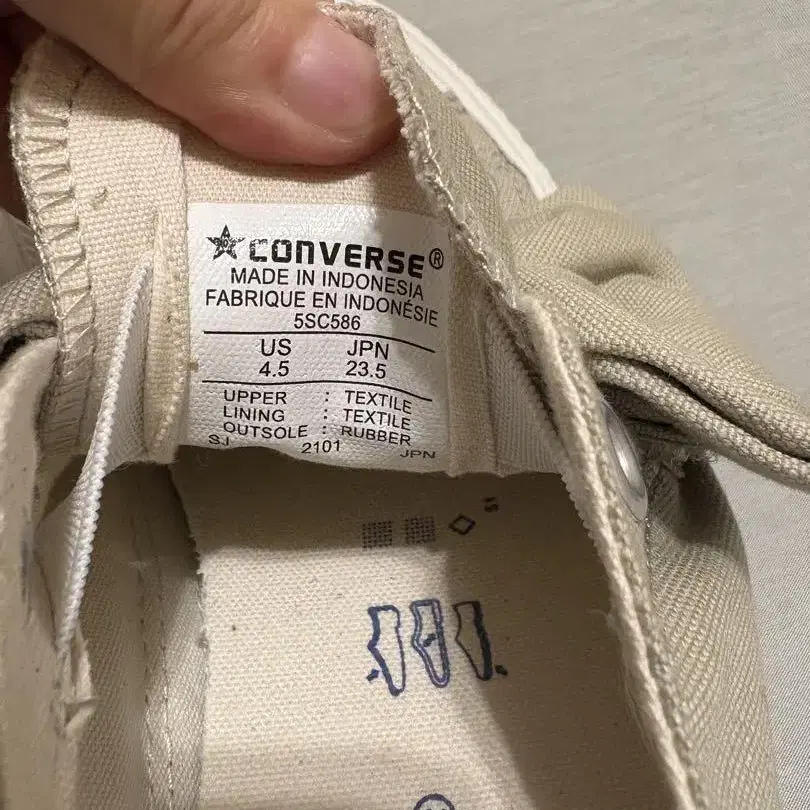 CONVERSE®
MADE IN INDONESIA
FABRIQUE EN INDONÉSIE
5SC586
US JPN
4.5 23.5
UPPER : TEXTILE
LINING : TEXTILE
OUTSOLE : RUBBER
SJ 2101 JPN